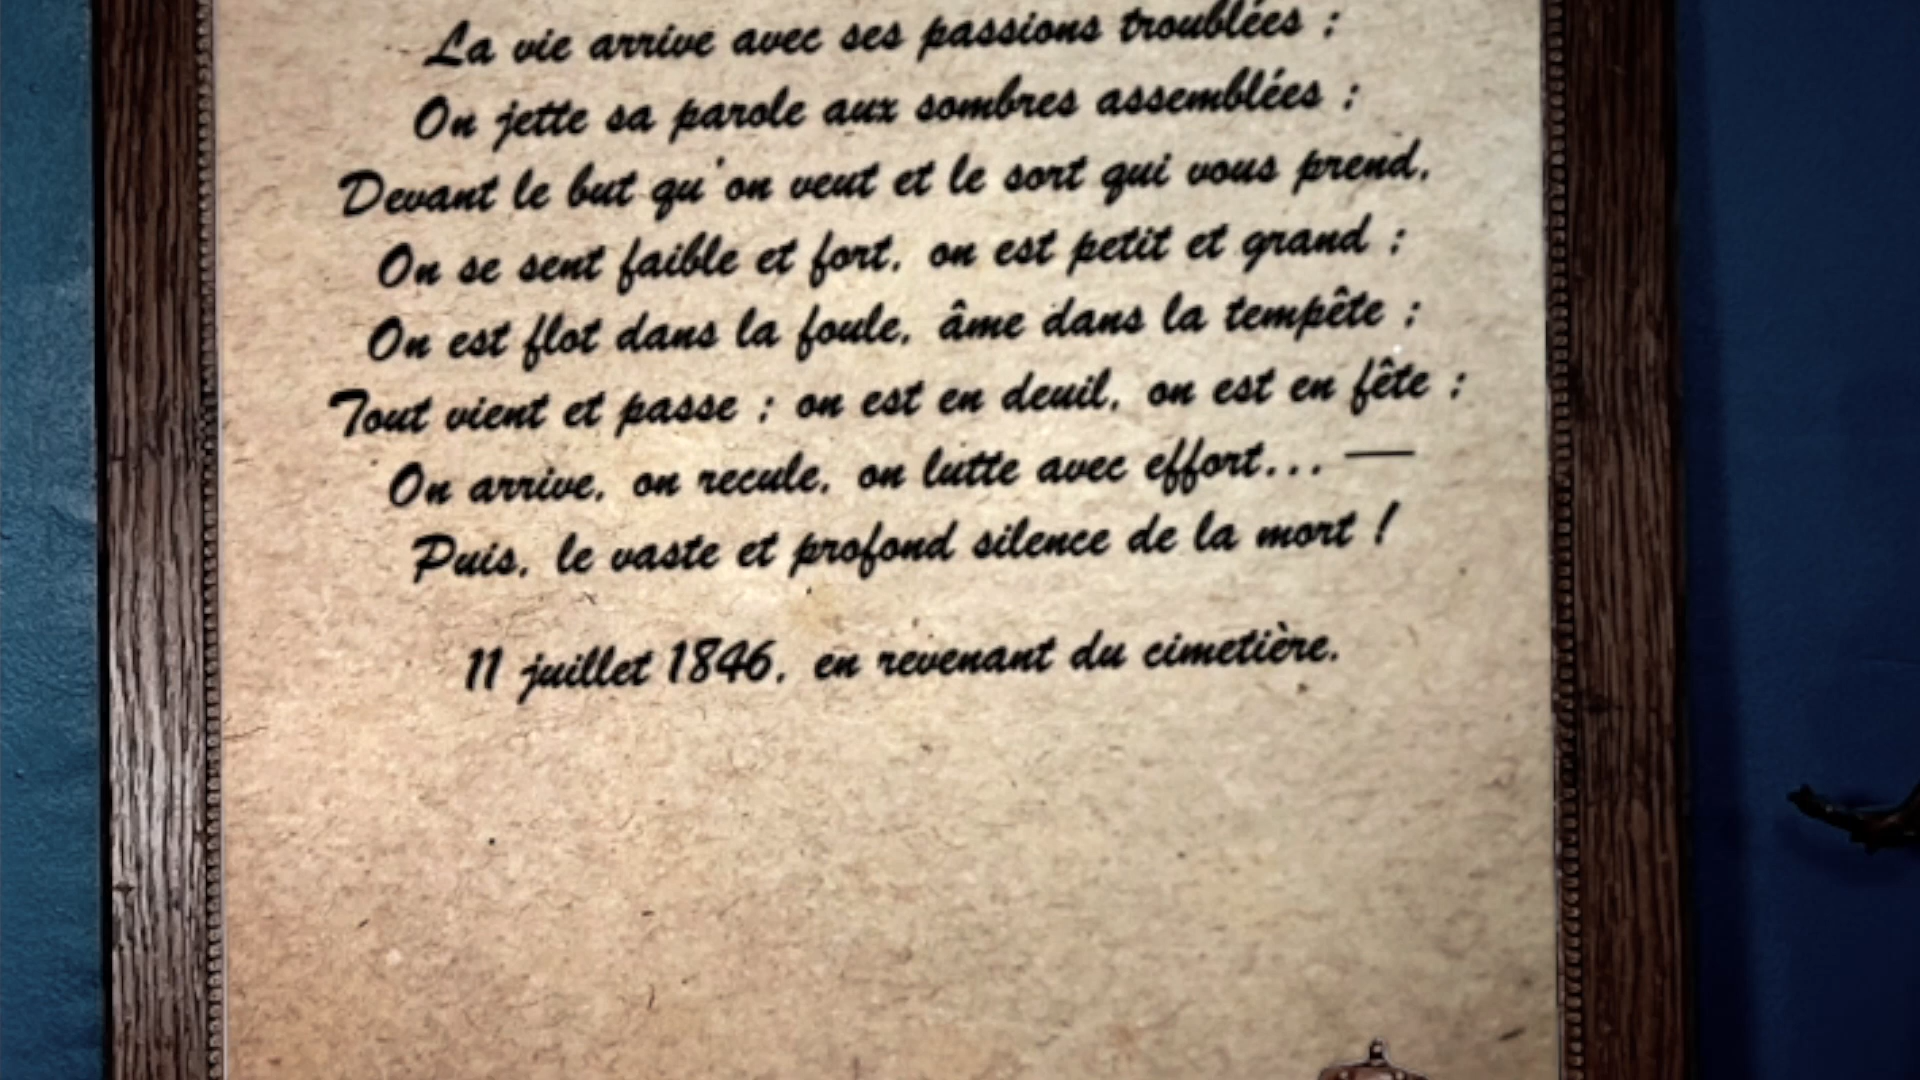 La vie arrive avec ses passions troublées ;
On jette sa parole aux sombres assemblées ;
Devant le but qu'on veut et le sort qui vous prend,
On se sent faible et fort, on est petit et grand ;
On est flot dans la foule, âme dans la tempête ;
Tout vient et passe ; on est en deuil, on est en fête ;
On arrive, on recule, on lutte avec effort... —
Puis, le vaste et profond silence de la mort !
11 juillet 1846, en revenant du cimetière.